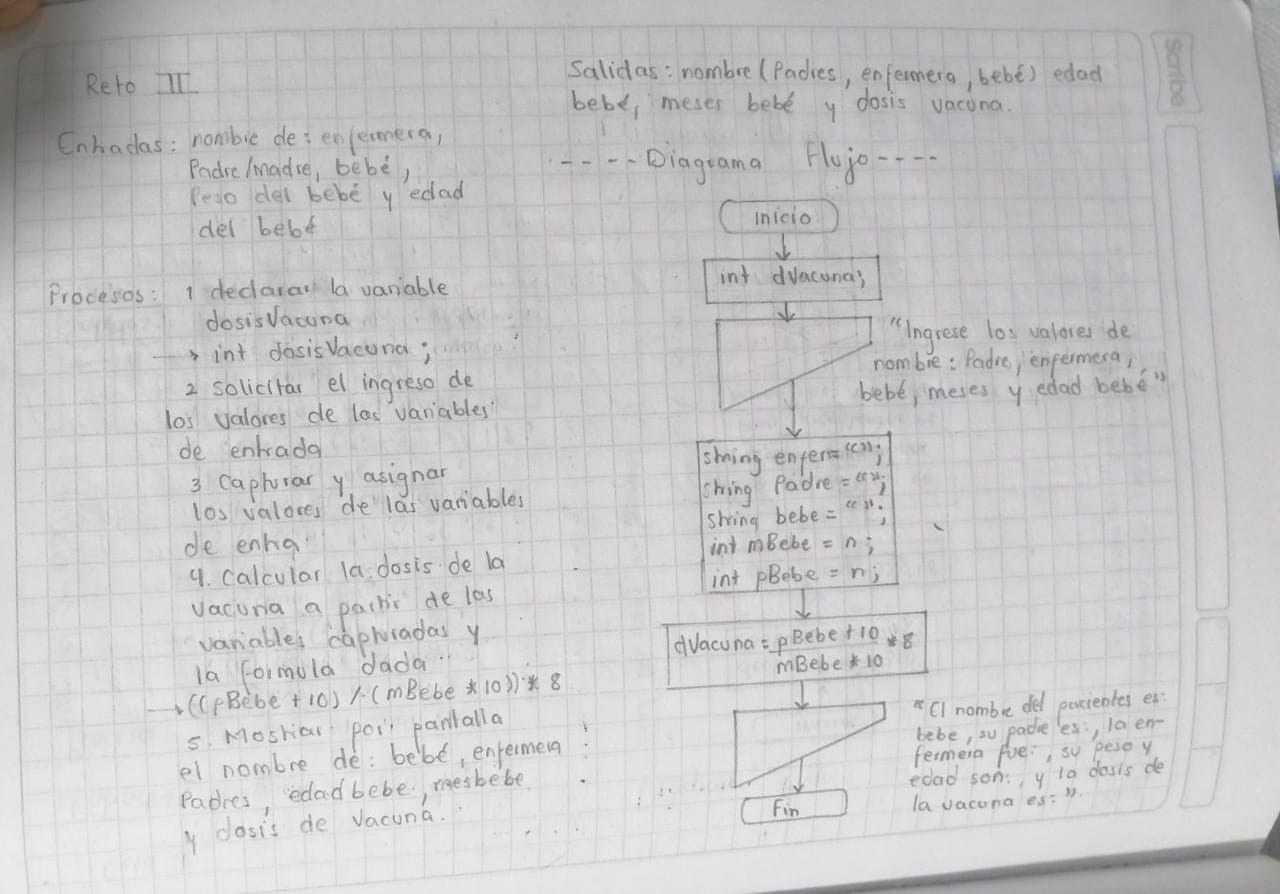 Reto II
Entradas: nombre de: enfermera,
Padre/madre, bebé,
Peso del bebé y edad
del bebé
Procesos: 1 declarar la variable
dosisVacuna
→ int dosisVacuna;
2 solicitar el ingreso de
los valores de las variables
de entrada
3 Capturar y asignar
los valores de las variables
de entra
4. Calcular la dosis de la
vacuna a partir de las
variables capturadas y
la formula dada
→ ((pBebe + 10) / (mBebe * 10)) * 8
5. Mostrar por pantalla
el nombre de: bebé, enfermera
Padres, edad bebe, mesbebe
y dosis de vacuna.
Salidas: nombre (Padres, enfermera, bebé) edad
bebé, meses bebé y dosis vacuna.
----Diagrama Flujo----
Inicio
int dVacuna;
"Ingrese los valores de
nombre: Padre, enfermera,
bebé, meses y edad bebé"
string enfer= "";
string Padre = "";
string bebe = "";
int mBebe = n;
int pBebe = n;
dVacuna = pBebe + 10 * 8
mBebe * 10
"El nombre del pacientes es:
bebe, su padre es:, la en-
fermera fue:, su peso y
edad son:, y la dosis de
la vacuna es:".
Fin
Scribe